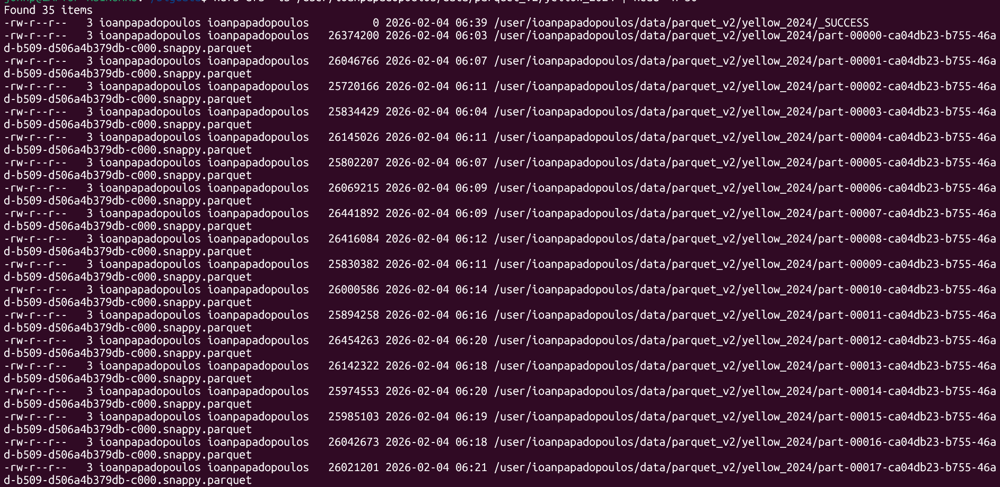 Found 35 items
-rw-r--r--   3 ioanpapadopoulos ioanpapadopoulos          0 2026-02-04 06:39 /user/ioanpapadopoulos/data/parquet_v2/yellow_2024/_SUCCESS
-rw-r--r--   3 ioanpapadopoulos ioanpapadopoulos   26374200 2026-02-04 06:03 /user/ioanpapadopoulos/data/parquet_v2/yellow_2024/part-00000-ca04db23-b755-46a
d-b509-d506a4b379db-c000.snappy.parquet
-rw-r--r--   3 ioanpapadopoulos ioanpapadopoulos   26046766 2026-02-04 06:07 /user/ioanpapadopoulos/data/parquet_v2/yellow_2024/part-00001-ca04db23-b755-46a
d-b509-d506a4b379db-c000.snappy.parquet
-rw-r--r--   3 ioanpapadopoulos ioanpapadopoulos   25720166 2026-02-04 06:11 /user/ioanpapadopoulos/data/parquet_v2/yellow_2024/part-00002-ca04db23-b755-46a
d-b509-d506a4b379db-c000.snappy.parquet
-rw-r--r--   3 ioanpapadopoulos ioanpapadopoulos   25834429 2026-02-04 06:04 /user/ioanpapadopoulos/data/parquet_v2/yellow_2024/part-00003-ca04db23-b755-46a
d-b509-d506a4b379db-c000.snappy.parquet
-rw-r--r--   3 ioanpapadopoulos ioanpapadopoulos   26145026 2026-02-04 06:11 /user/ioanpapadopoulos/data/parquet_v2/yellow_2024/part-00004-ca04db23-b755-46a
d-b509-d506a4b379db-c000.snappy.parquet
-rw-r--r--   3 ioanpapadopoulos ioanpapadopoulos   25802207 2026-02-04 06:07 /user/ioanpapadopoulos/data/parquet_v2/yellow_2024/part-00005-ca04db23-b755-46a
d-b509-d506a4b379db-c000.snappy.parquet
-rw-r--r--   3 ioanpapadopoulos ioanpapadopoulos   26069215 2026-02-04 06:09 /user/ioanpapadopoulos/data/parquet_v2/yellow_2024/part-00006-ca04db23-b755-46a
d-b509-d506a4b379db-c000.snappy.parquet
-rw-r--r--   3 ioanpapadopoulos ioanpapadopoulos   26441892 2026-02-04 06:09 /user/ioanpapadopoulos/data/parquet_v2/yellow_2024/part-00007-ca04db23-b755-46a
d-b509-d506a4b379db-c000.snappy.parquet
-rw-r--r--   3 ioanpapadopoulos ioanpapadopoulos   26416084 2026-02-04 06:12 /user/ioanpapadopoulos/data/parquet_v2/yellow_2024/part-00008-ca04db23-b755-46a
d-b509-d506a4b379db-c000.snappy.parquet
-rw-r--r--   3 ioanpapadopoulos ioanpapadopoulos   25830382 2026-02-04 06:11 /user/ioanpapadopoulos/data/parquet_v2/yellow_2024/part-00009-ca04db23-b755-46a
d-b509-d506a4b379db-c000.snappy.parquet
-rw-r--r--   3 ioanpapadopoulos ioanpapadopoulos   26000586 2026-02-04 06:14 /user/ioanpapadopoulos/data/parquet_v2/yellow_2024/part-00010-ca04db23-b755-46a
d-b509-d506a4b379db-c000.snappy.parquet
-rw-r--r--   3 ioanpapadopoulos ioanpapadopoulos   25894258 2026-02-04 06:16 /user/ioanpapadopoulos/data/parquet_v2/yellow_2024/part-00011-ca04db23-b755-46a
d-b509-d506a4b379db-c000.snappy.parquet
-rw-r--r--   3 ioanpapadopoulos ioanpapadopoulos   26454263 2026-02-04 06:20 /user/ioanpapadopoulos/data/parquet_v2/yellow_2024/part-00012-ca04db23-b755-46a
d-b509-d506a4b379db-c000.snappy.parquet
-rw-r--r--   3 ioanpapadopoulos ioanpapadopoulos   26142322 2026-02-04 06:18 /user/ioanpapadopoulos/data/parquet_v2/yellow_2024/part-00013-ca04db23-b755-46a
d-b509-d506a4b379db-c000.snappy.parquet
-rw-r--r--   3 ioanpapadopoulos ioanpapadopoulos   25974553 2026-02-04 06:20 /user/ioanpapadopoulos/data/parquet_v2/yellow_2024/part-00014-ca04db23-b755-46a
d-b509-d506a4b379db-c000.snappy.parquet
-rw-r--r--   3 ioanpapadopoulos ioanpapadopoulos   25985103 2026-02-04 06:19 /user/ioanpapadopoulos/data/parquet_v2/yellow_2024/part-00015-ca04db23-b755-46a
d-b509-d506a4b379db-c000.snappy.parquet
-rw-r--r--   3 ioanpapadopoulos ioanpapadopoulos   26042673 2026-02-04 06:18 /user/ioanpapadopoulos/data/parquet_v2/yellow_2024/part-00016-ca04db23-b755-46a
d-b509-d506a4b379db-c000.snappy.parquet
-rw-r--r--   3 ioanpapadopoulos ioanpapadopoulos   26021201 2026-02-04 06:21 /user/ioanpapadopoulos/data/parquet_v2/yellow_2024/part-00017-ca04db23-b755-46a
d-b509-d506a4b379db-c000.snappy.parquet